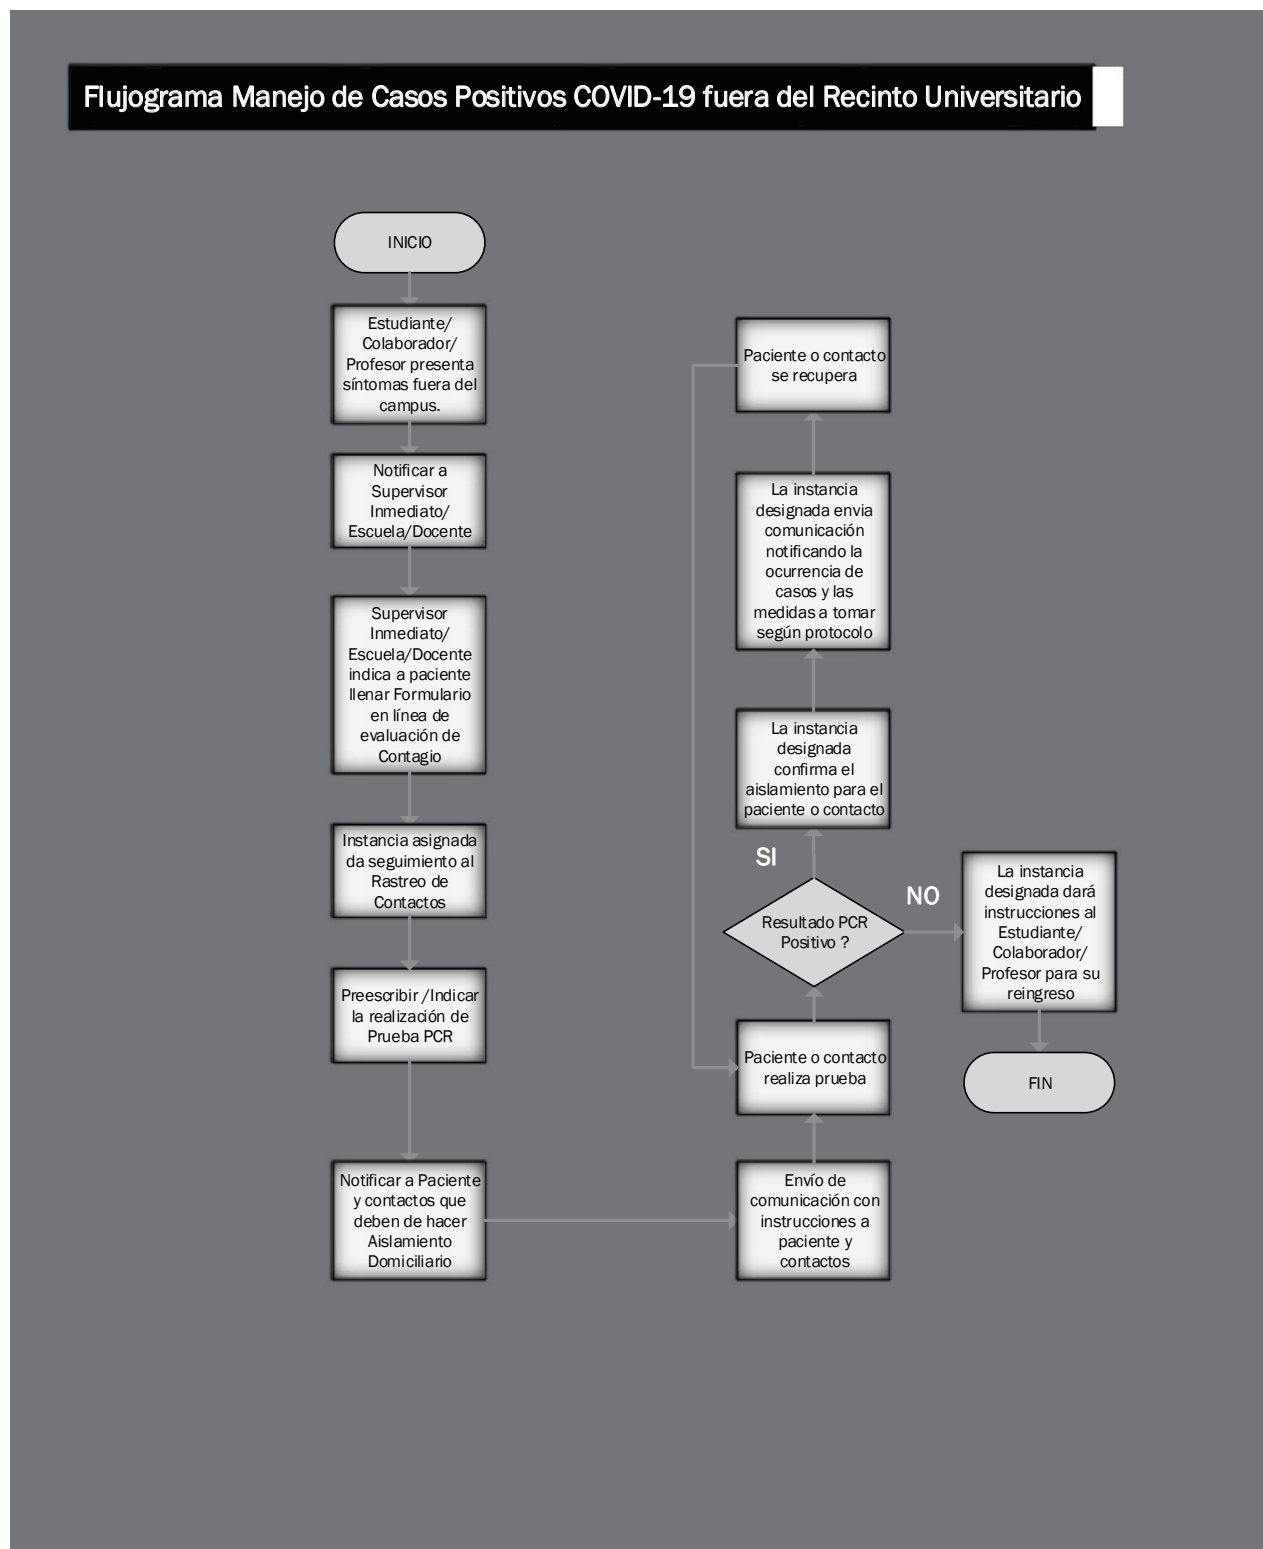 Flujograma Manejo de Casos Positivos COVID-19 fuera del Recinto Universitario
INICIO
Estudiante/
Colaborador/
Profesor presenta
síntomas fuera del
campus.
Notificar a
Supervisor
Inmediato/
Escuela/Docente
Supervisor
Inmediato/
Escuela/Docente
indica a paciente
llenar Formulario
en línea de
evaluación de
Contagio
Instancia asignada
da seguimiento al
Rastreo de
Contactos
Preescribir /Indicar
la realización de
Prueba PCR
Notificar a Paciente
y contactos que
deben de hacer
Aislamiento
Domiciliario
Envío de
comunicación con
instrucciones a
paciente y
contactos
Paciente o contacto
realiza prueba
Resultado PCR
Positivo ?
SI
La instancia
designada
confirma el
aislamiento para el
paciente o contacto
La instancia
designada envia
comunicación
notificando la
ocurrencia de
casos y las
medidas a tomar
según protocolo
Paciente o contacto
se recupera
NO
La instancia
designada dará
instrucciones al
Estudiante/
Colaborador/
Profesor para su
reingreso
FIN